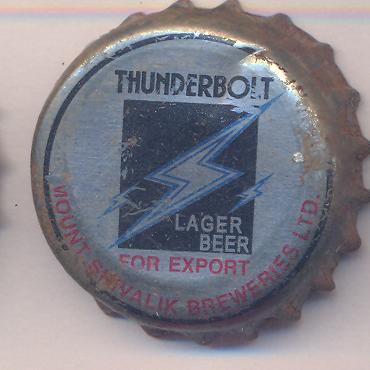 THUNDERBOLT
LAGER
BEER
FOR EXPORT
MOUNT SHIVALIK BREWERIES LTD.